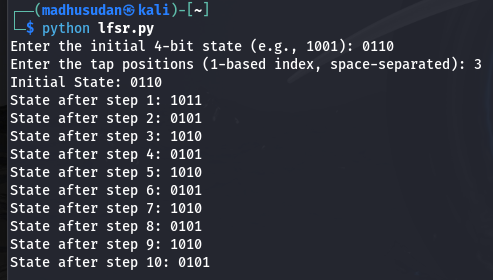 ┌──(madhusudan㉿kali)-[~]
└─$ python lfsr.py
Enter the initial 4-bit state (e.g., 1001): 0110
Enter the tap positions (1-based index, space-separated): 3
Initial State: 0110
State after step 1: 1011
State after step 2: 0101
State after step 3: 1010
State after step 4: 0101
State after step 5: 1010
State after step 6: 0101
State after step 7: 1010
State after step 8: 0101
State after step 9: 1010
State after step 10: 0101